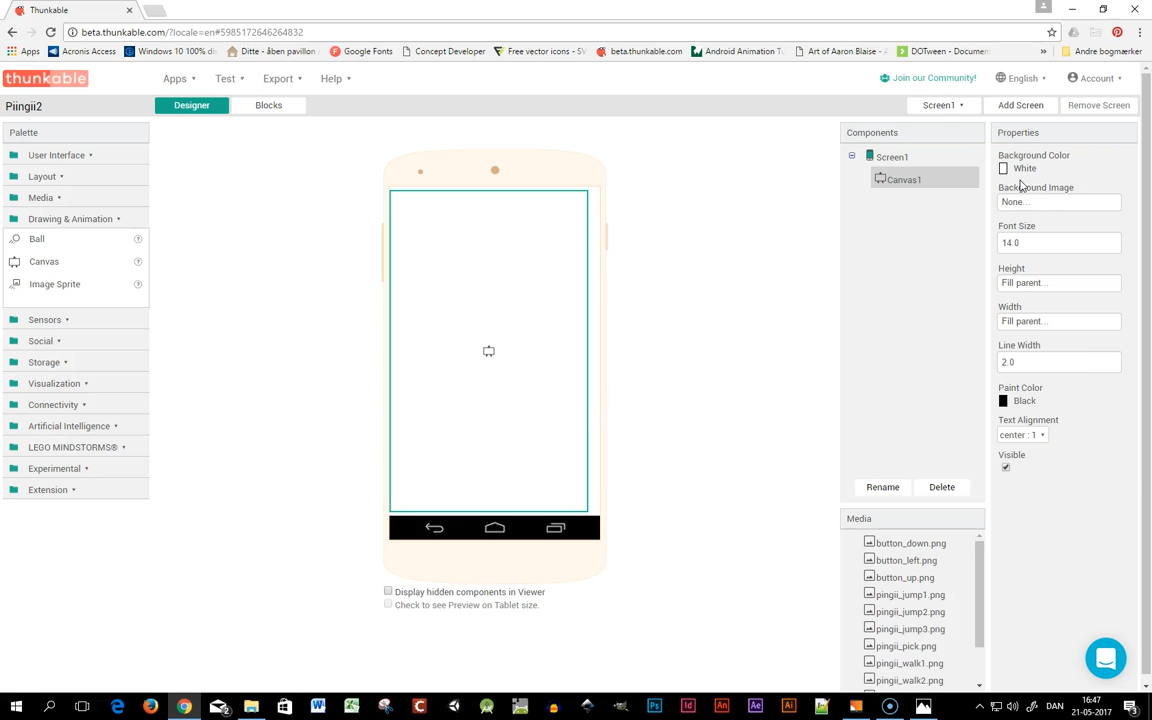 Thunkable
beta.thunkable.com/?locale=en#5985172646264832
Apps
Acronis Access
Windows 10 100% dis
Ditte - åben pavillon
Google Fonts
Concept Developer
Free vector icons - SV
beta.thunkable.com
Android Animation Tu
Art of Aaron Blaise - A
DOTween - Document
»
Andre bogmærker
thunkable
Apps
Test
Export
Help
Join our Community!
English
Account
Piingii2
Designer
Blocks
Screen1
Add Screen
Remove Screen
Palette
User Interface
Layout
Media
Drawing & Animation
Ball
Canvas
Image Sprite
Sensors
Social
Storage
Visualization
Connectivity
Artificial Intelligence
LEGO MINDSTORMS®
Experimental
Extension
Display hidden components in Viewer
Check to see Preview on Tablet size.
Components
Screen1
Canvas1
Rename
Delete
Media
button_down.png
button_left.png
button_up.png
pingii_jump1.png
pingii_jump2.png
pingii_jump3.png
pingii_pick.png
pingii_walk1.png
pingii_walk2.png
Properties
Background Color
White
Background Image
None...
Font Size
14.0
Height
Fill parent...
Width
Fill parent...
Line Width
2.0
Paint Color
Black
Text Alignment
center : 1
Visible
DAN
16:47
21-05-2017